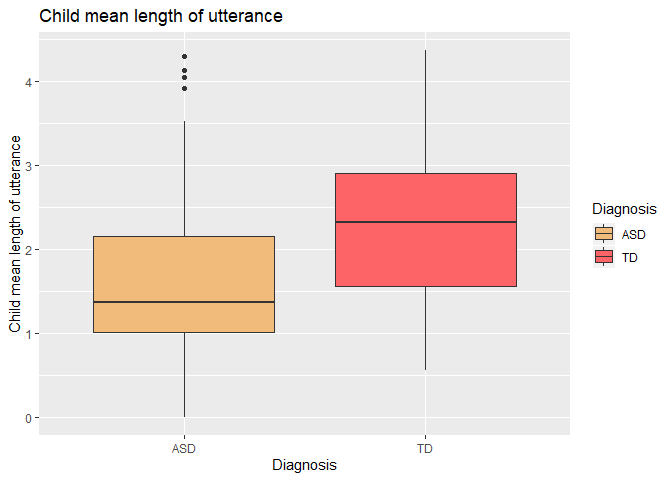 Child mean length of utterance
Child mean length of utterance
4
3
2
1
0
ASD
TD
Diagnosis
Diagnosis
ASD
TD